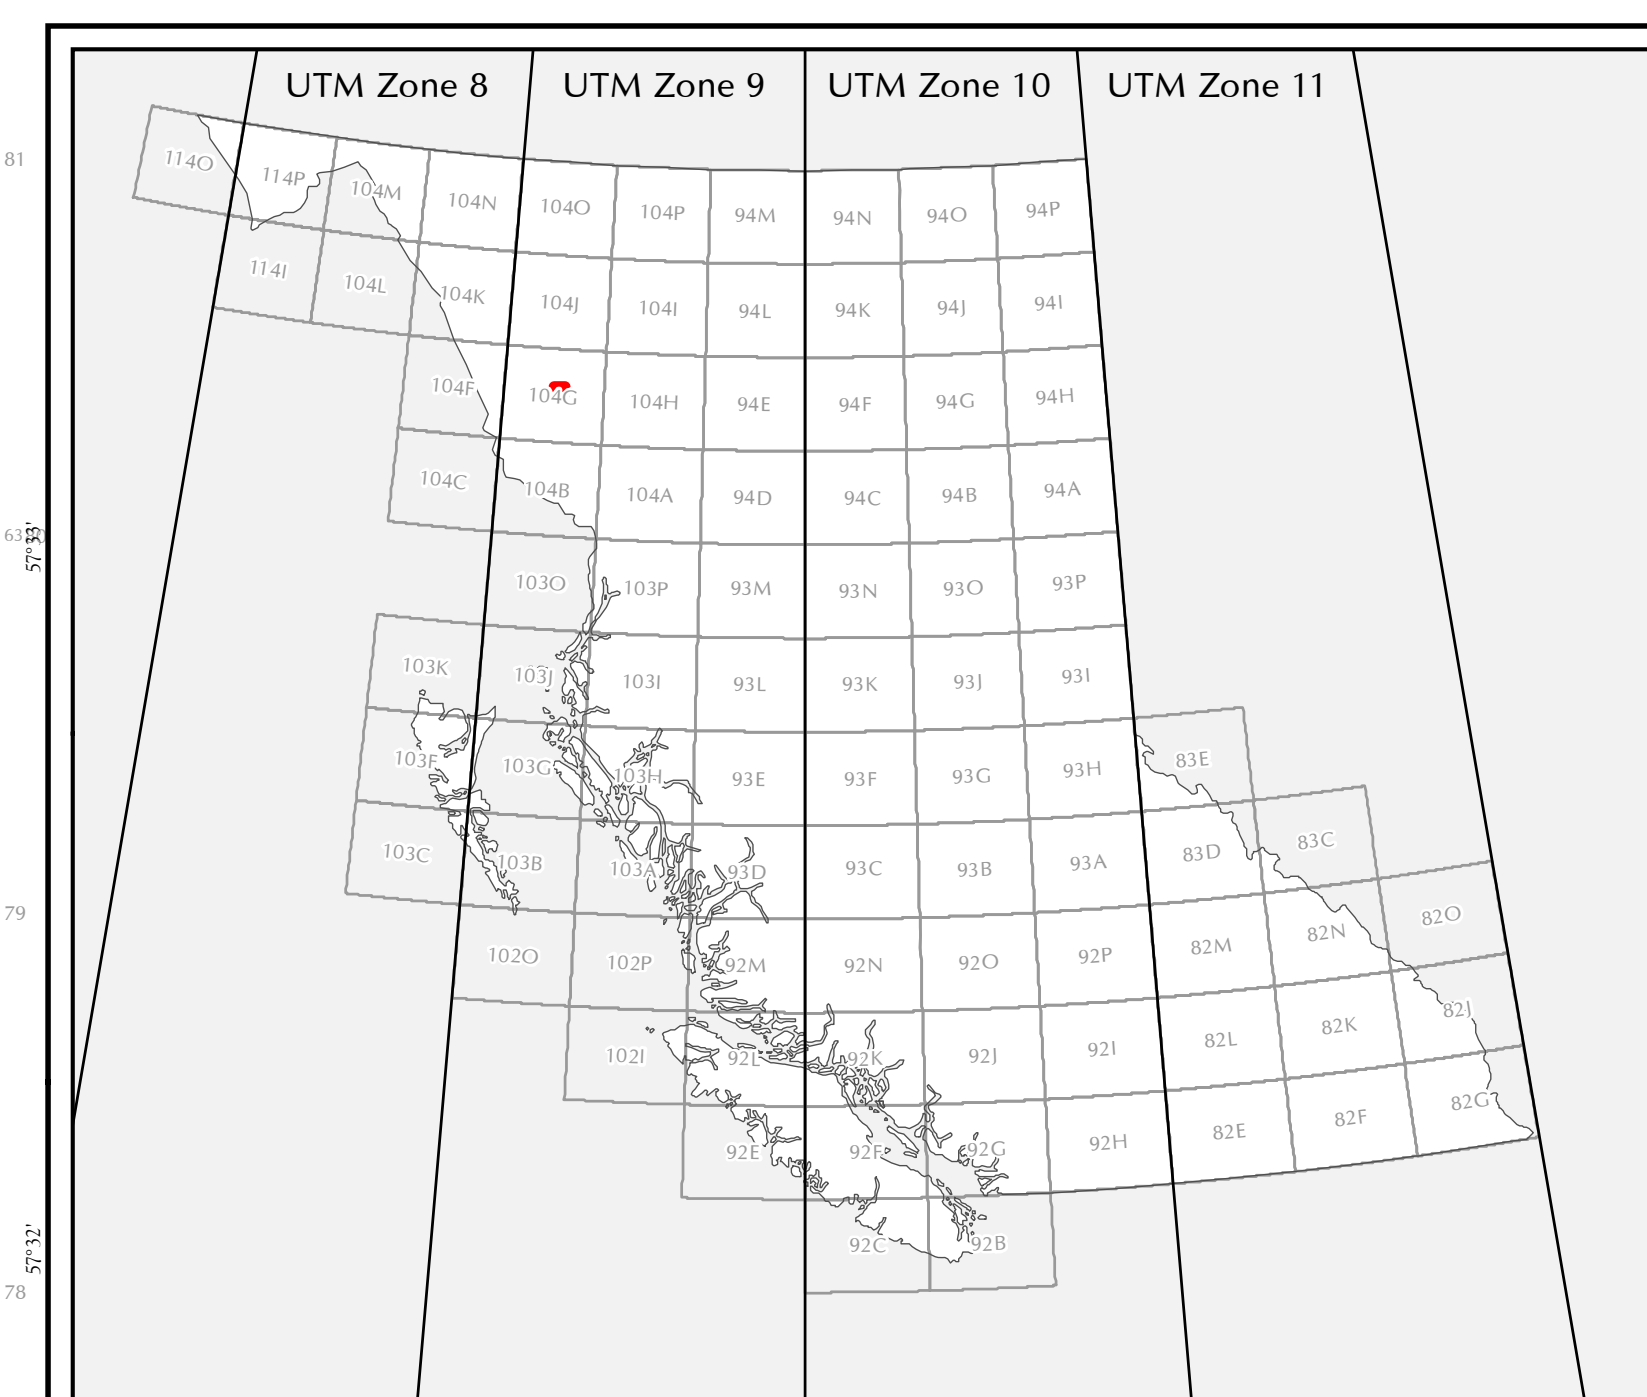 UTM Zone 8 UTM Zone 9 UTM Zone 10 UTM Zone 11
81
114O 114P 104M 104N 104O 104P 94M 94N 94O 94P
114I 104L 104K 104J 104I 94L 94K 94J 94I
104F 104G 104H 94E 94F 94G 94H
104C 104B 104A 94D 94C 94B 94A
57°33'
103O 103P 93M 93N 93O 93P
103K 103J 103I 93L 93K 93J 93I
103F 103G 103H 93E 93F 93G 93H 83E
103C 103B 103A 93D 93C 93B 93A 83D 83C
79
102O 102P 92M 92N 92O 92P 82M 82N 82O
102I 92L 92K 92J 92I 82L 82K 82J
92E 92F 92G 92H 82E 82F 82G
92C 92B
57°32'
78